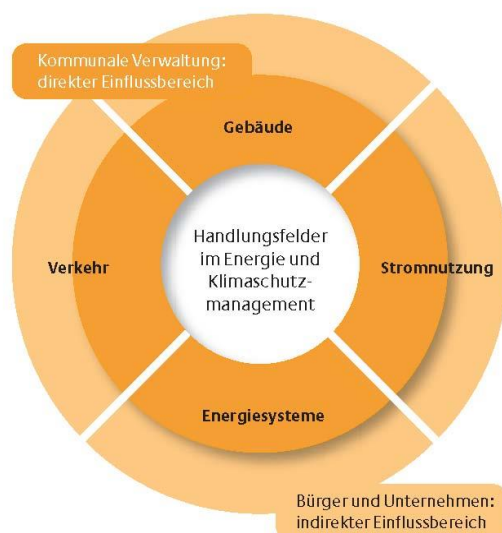 Kommunale Verwaltung:
direkter Einflussbereich
Gebäude
Handlungsfelder
im Energie und
Klimaschutz-
management
Verkehr
Stromnutzung
Energiesysteme
Bürger und Unternehmen:
indirekter Einflussbereich